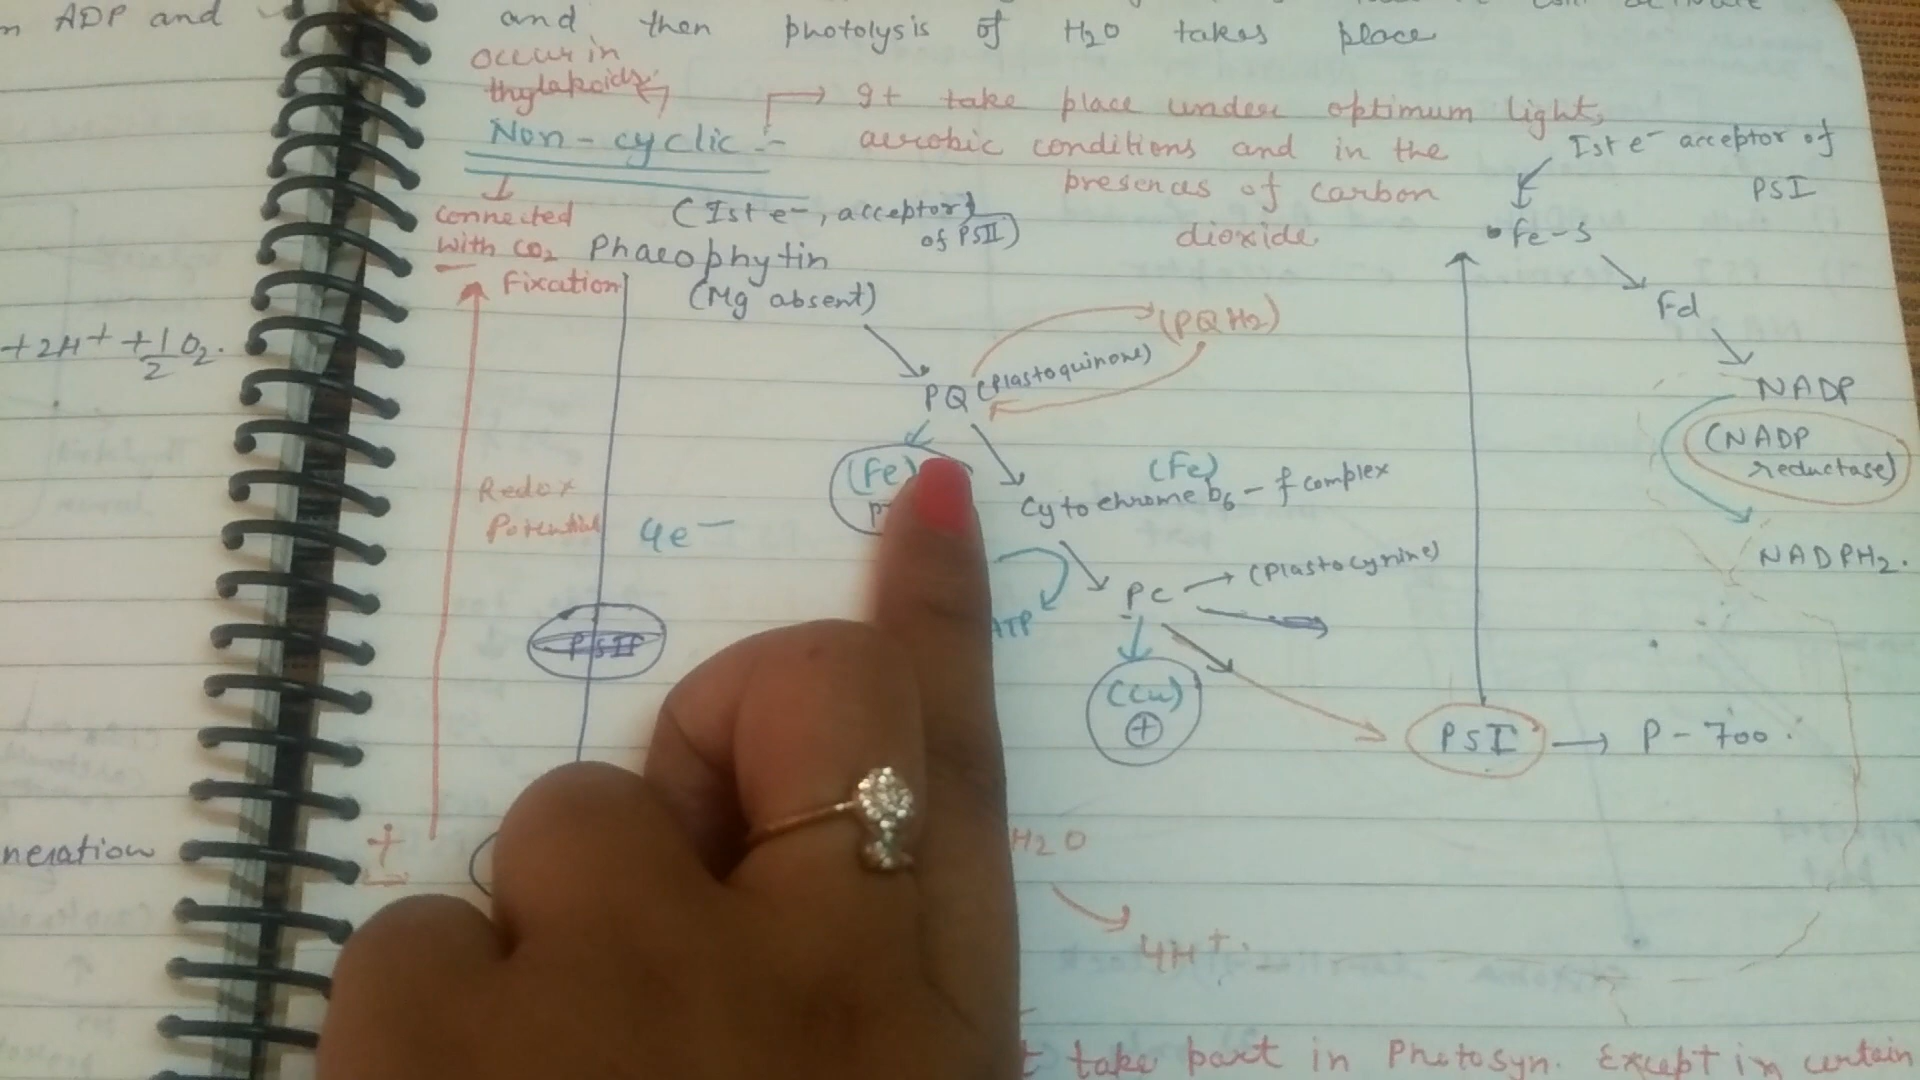 ADP and
and then photolysis of H2O takes place
occur in
thylakoids
→ It take place under optimum light,
Non-cyclic :-
aerobic conditions and in the
presenas of carbon
dioxide.
Ist e- acceptor of
PSI
connected
with CO2
Fixation
(Ist e-, acceptor
of PSII)
Phaeophytin
(Mg absent)
Fe-S
Fd
+2H+ + 1/2 O2.
(PQH2)
PQ (Plastoquinone)
NADP
(NADP
reductase)
NADPH2.
(Fe)
(Fe)
Cytochrome b6-f complex
Redox
Potential
4e-
PSII
ATP
PC → (Plastocynine)
(Cu)
+
PSI → P-700.
neration
+
H2O
4H+.
take part in Photosyn. Except in certain